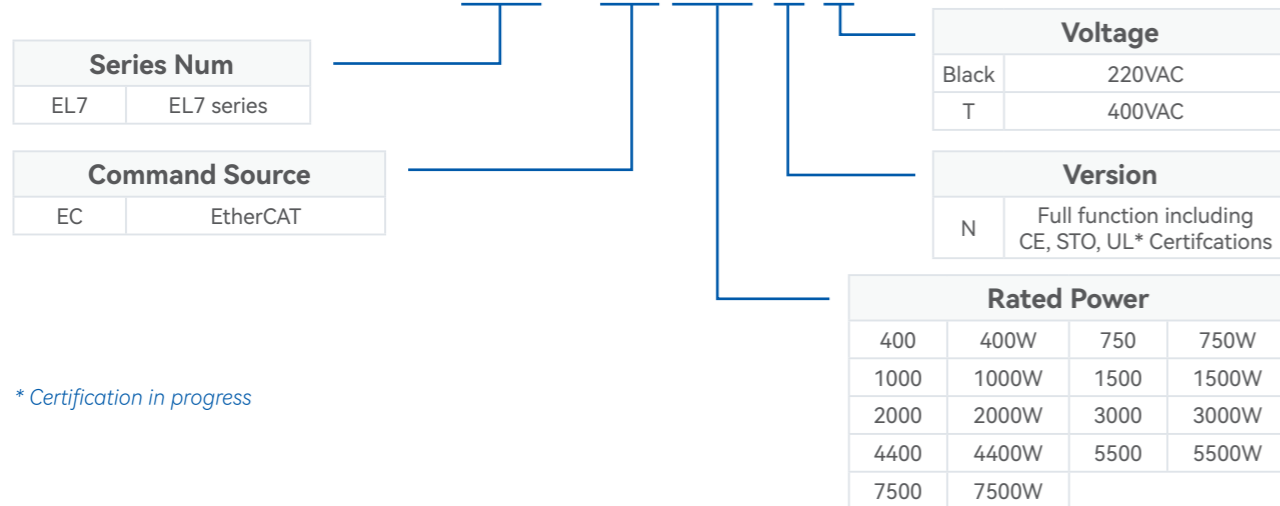 Voltage
Black 220VAC
T 400VAC
Series Num
EL7 EL7 series
Command Source
EC EtherCAT
Version
N Full function including
CE, STO, UL* Certifcations
Rated Power
400 400W 750 750W
1000 1000W 1500 1500W
2000 2000W 3000 3000W
4400 4400W 5500 5500W
7500 7500W
* Certification in progress